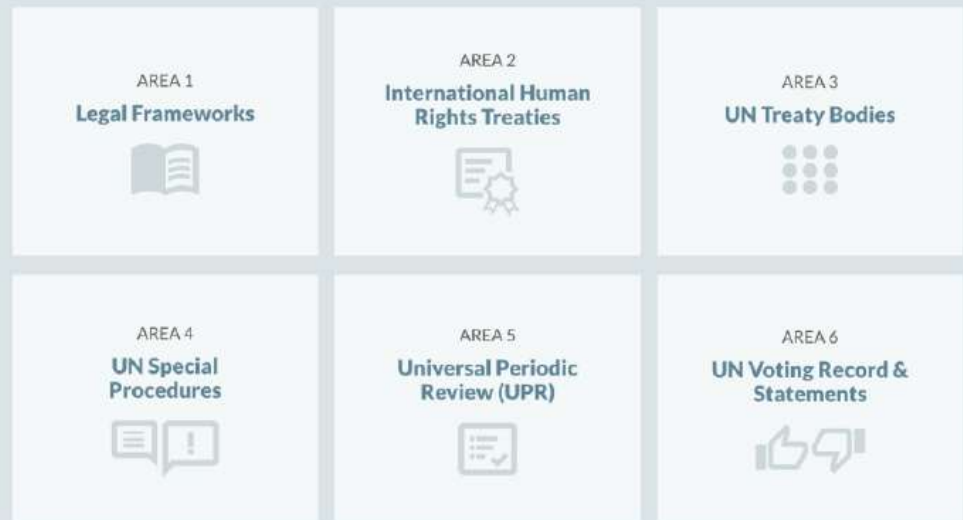 AREA 1
Legal Frameworks
AREA 2
International Human
Rights Treaties
AREA 3
UN Treaty Bodies
AREA 4
UN Special
Procedures
AREA 5
Universal Periodic
Review (UPR)
AREA 6
UN Voting Record &
Statements